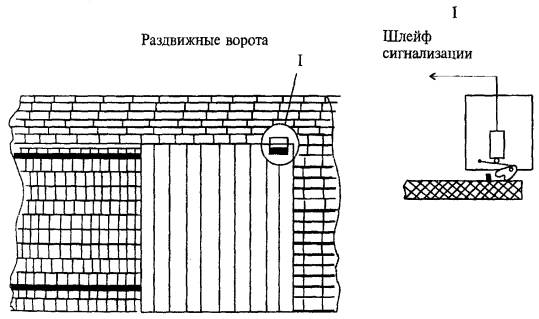 Раздвижные ворота
I
I
Шлейф
сигнализации